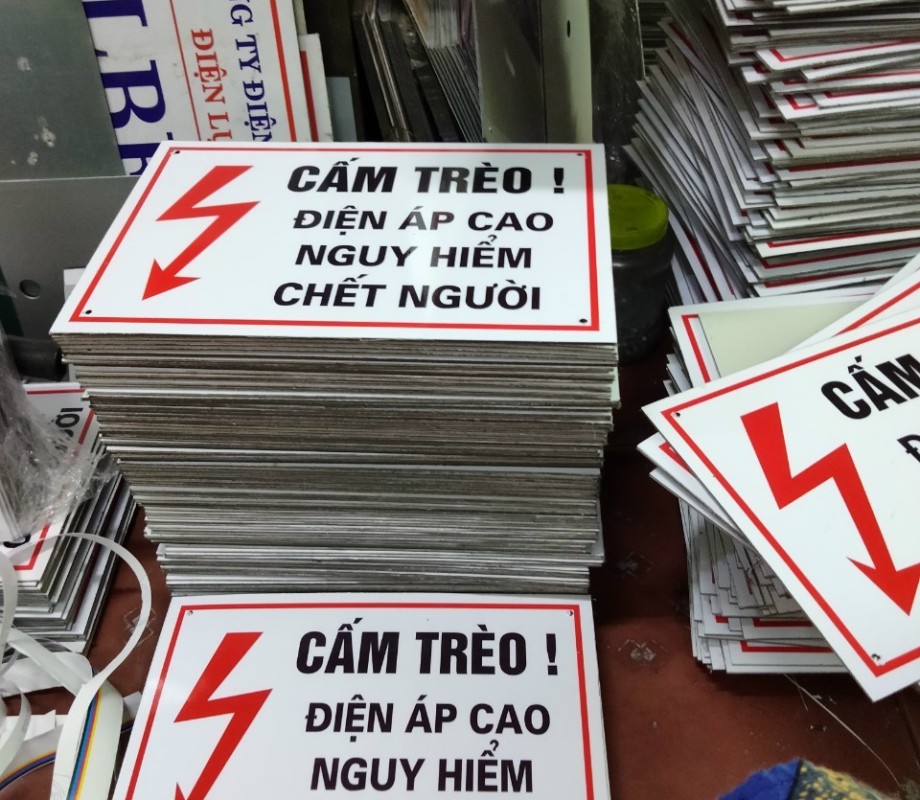 CẤM TRÈO !
ĐIỆN ÁP CAO
NGUY HIỂM
CHẾT NGƯỜI
CẤM TRÈO !
ĐIỆN ÁP CAO
NGUY HIỂM
CẤM
TY ĐIỆN
ĐIỆN